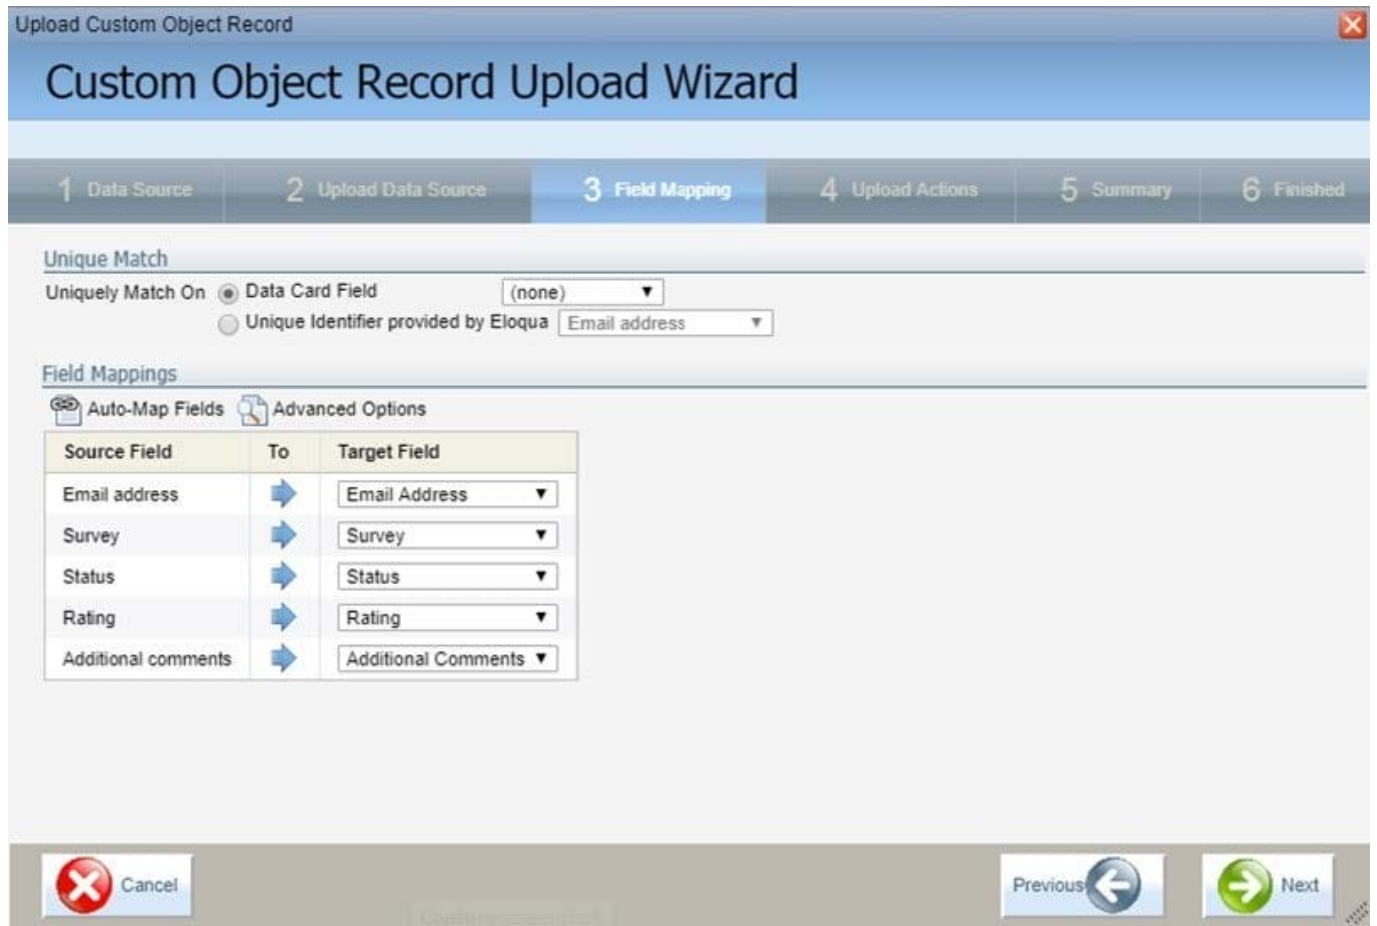 Upload Custom Object Record
Custom Object Record Upload Wizard
1 Data Source 2 Upload Data Source 3 Field Mapping 4 Upload Actions 5 Summary 6 Finished
Unique Match
Uniquely Match On Data Card Field (none)
Unique Identifier provided by Eloqua Email address
Field Mappings
Auto-Map Fields Advanced Options
Source Field To Target Field
Email address Email Address
Survey Survey
Status Status
Rating Rating
Additional comments Additional Comments
Cancel Previous Next